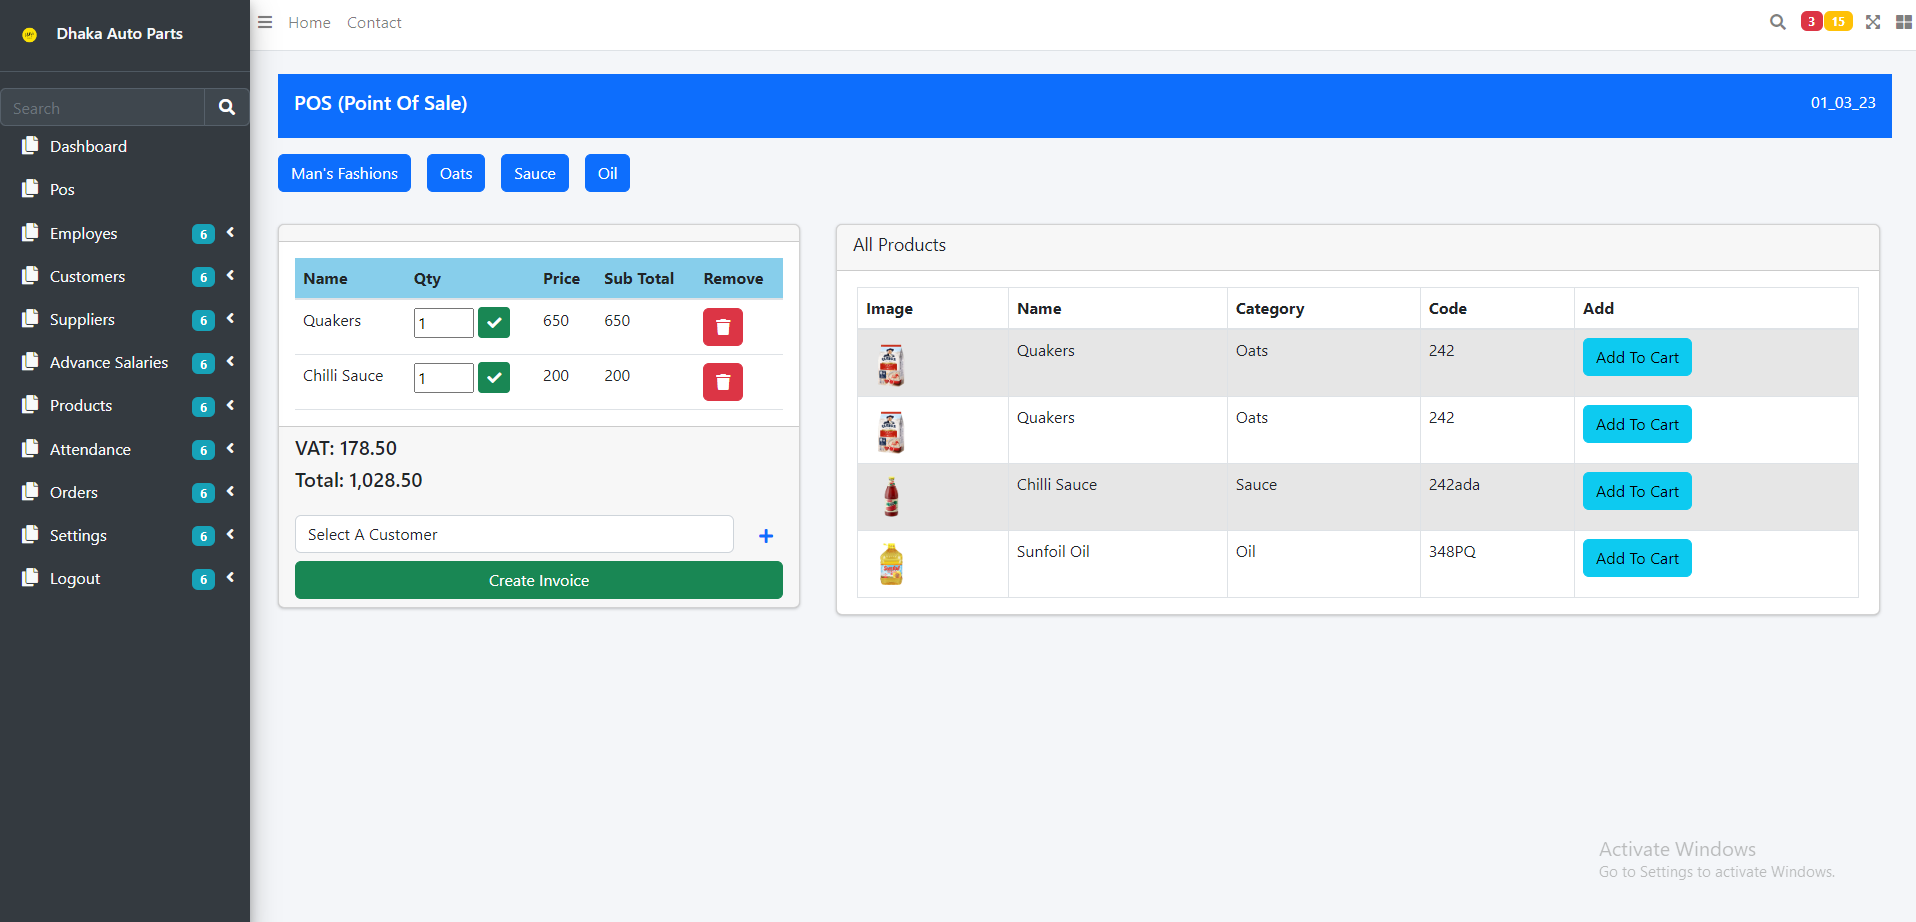 Dhaka Auto Parts
Home Contact
3 15
Search
Dashboard
Pos
Employes 6
Customers 6
Suppliers 6
Advance Salaries 6
Products 6
Attendance 6
Orders 6
Settings 6
Logout 6
POS (Point Of Sale) 01_03_23
Man's Fashions Oats Sauce Oil
Name Qty Price Sub Total Remove
Quakers 1 650 650
Chilli Sauce 1 200 200
VAT: 178.50
Total: 1,028.50
Select A Customer
Create Invoice
All Products
Image Name Category Code Add
Quakers Oats 242 Add To Cart
Quakers Oats 242 Add To Cart
Chilli Sauce Sauce 242ada Add To Cart
Sunfoil Oil Oil 348PQ Add To Cart
Activate Windows
Go to Settings to activate Windows.